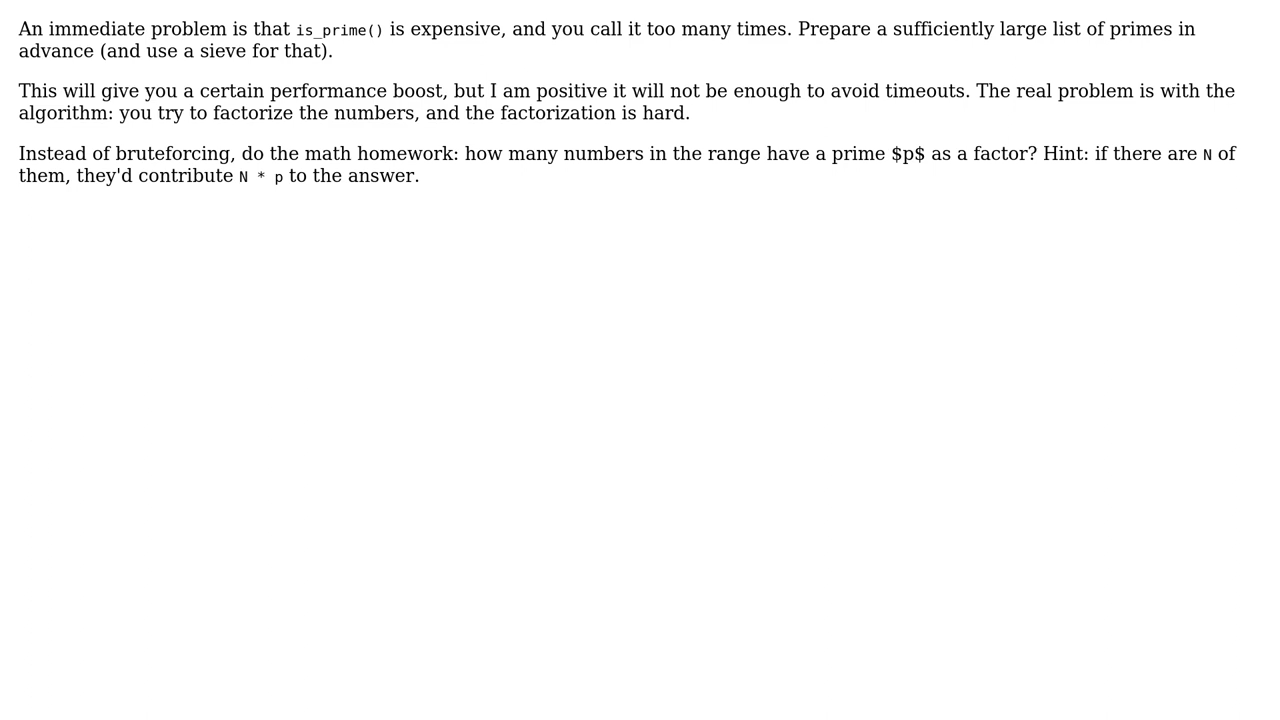 An immediate problem is that is_prime() is expensive, and you call it too many times. Prepare a sufficiently large list of primes in
advance (and use a sieve for that).
This will give you a certain performance boost, but I am positive it will not be enough to avoid timeouts. The real problem is with the
algorithm: you try to factorize the numbers, and the factorization is hard.
Instead of bruteforcing, do the math homework: how many numbers in the range have a prime $p$ as a factor? Hint: if there are N of
them, they'd contribute N * p to the answer.